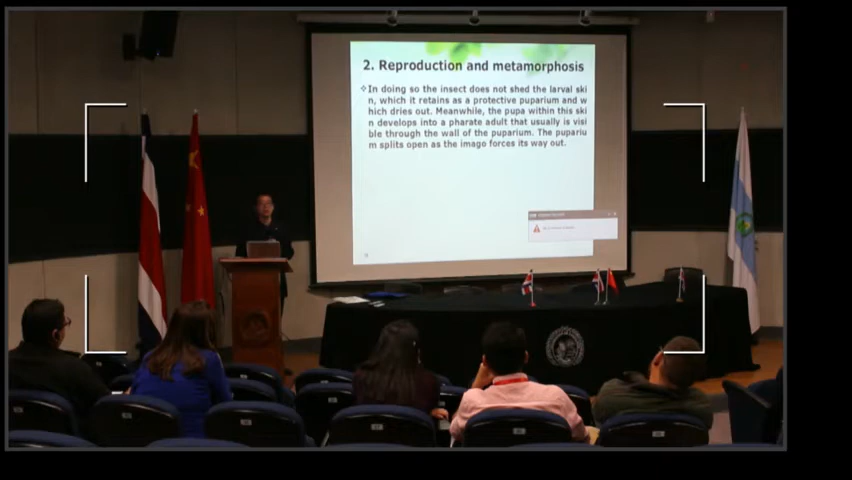 2. Reproduction and metamorphosis
In doing so the insect does not shed the larval ski
n, which it retains as a protective puparium and w
hich dries out. Meanwhile, the pupa within this ski
n develops into a pharate adult that usually is visi
ble through the wall of the puparium. The pupariu
m splits open as the imago forces its way out.